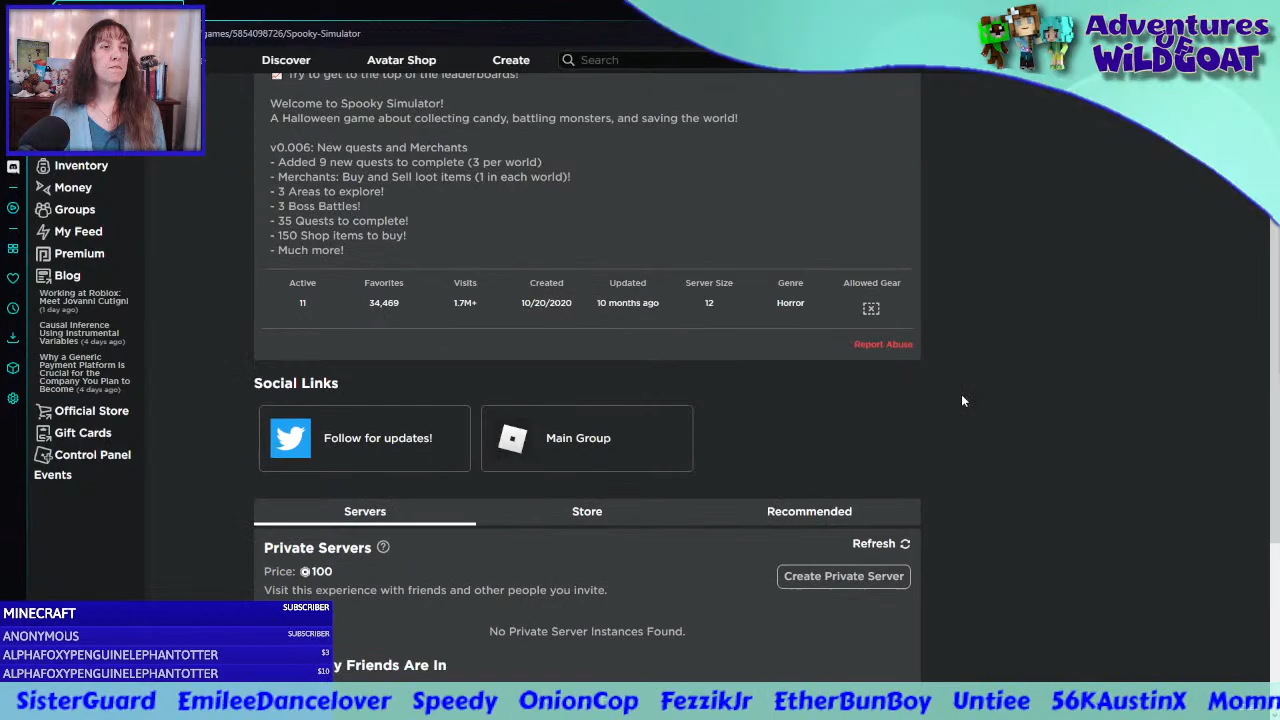 games/5854098726/Spooky-Simulator
Adventures
OF
WiLDGOAT
Discover
Avatar Shop
Create
Search
Try to get to the top of the leaderboards!
Welcome to Spooky Simulator!
A Halloween game about collecting candy, battling monsters, and saving the world!
v0.006: New quests and Merchants
- Added 9 new quests to complete (3 per world)
- Merchants: Buy and Sell loot items (1 in each world)!
- 3 Areas to explore!
- 3 Boss Battles!
- 35 Quests to complete!
- 150 Shop items to buy!
- Much more!
Active Favorites Visits Created Updated Server Size Genre Allowed Gear
11 34,469 1.7M+ 10/20/2020 10 months ago 12 Horror
Report Abuse
Inventory
Money
Groups
My Feed
Premium
Blog
Working at Roblox:
Meet Jovanni Cutigni
(1 day ago)
Causal Inference
Using Instrumental
Variables (4 days ago)
Why a Generic
Payment Platform Is
Crucial for the
Company You Plan to
Become (4 days ago)
Official Store
Gift Cards
Control Panel
Events
Social Links
Follow for updates!
Main Group
Servers
Store
Recommended
Private Servers
Refresh
Price: 100
Create Private Server
Visit this experience with friends and other people you invite.
No Private Server Instances Found.
y Friends Are In
MINECRAFT SUBSCRIBER
ANONYMOUS SUBSCRIBER
ALPHAFOXYPENGUINELEPHANTOTTER $3
ALPHAFOXYPENGUINELEPHANTOTTER $10
SisterGuard EmileeDancelover Speedy OnionCop FezzikJr EtherBunBoy Untiee 56KAustinX Momm